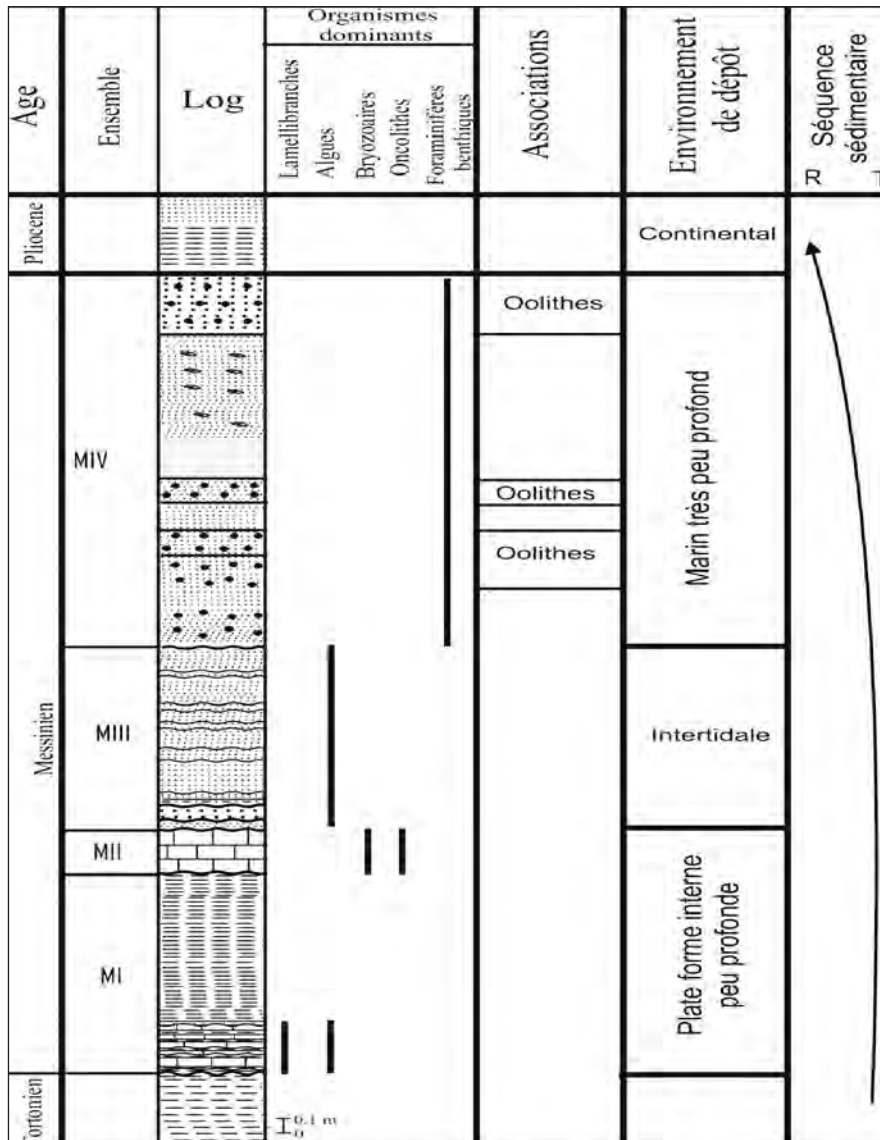 Age
Ensemble
Log
Organismes
dominants
Lamellibranches
Algues
Bryozoaires
Oncolithes
Foraminifères
benthiques
Associations
Environnement
de dépôt
Séquence
sédimentaire
R
T
Pliocene
Continental
Messinien
MIV
Oolithes
Oolithes
Oolithes
Marin très peu profond
MIII
Intertidale
MII
MI
Plate forme interne
peu profonde
Tortonien
0.1 m
0